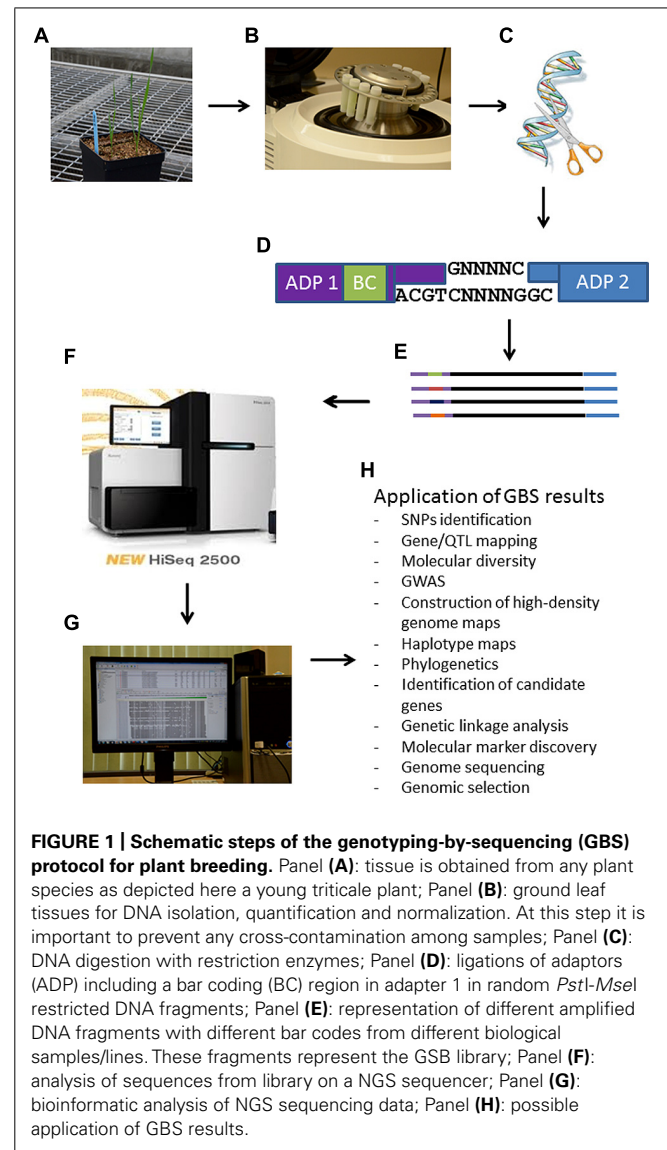 A
B
C
D
ADP 1
BC
GNNNNC
ACGTCNNNNGGC
ADP 2
E
F
NEW HiSeq 2500
G
H
Application of GBS results
- SNPs identification
- Gene/QTL mapping
- Molecular diversity
- GWAS
- Construction of high-density
genome maps
- Haplotype maps
- Phylogenetics
- Identification of candidate
genes
- Genetic linkage analysis
- Molecular marker discovery
- Genome sequencing
- Genomic selection
FIGURE 1 | Schematic steps of the genotyping-by-sequencing (GBS)
protocol for plant breeding. Panel (A): tissue is obtained from any plant
species as depicted here a young triticale plant; Panel (B): ground leaf
tissues for DNA isolation, quantification and normalization. At this step it is
important to prevent any cross-contamination among samples; Panel (C):
DNA digestion with restriction enzymes; Panel (D): ligations of adaptors
(ADP) including a bar coding (BC) region in adapter 1 in random PstI-MseI
restricted DNA fragments; Panel (E): representation of different amplified
DNA fragments with different bar codes from different biological
samples/lines. These fragments represent the GSB library; Panel (F):
analysis of sequences from library on a NGS sequencer; Panel (G):
bioinformatic analysis of NGS sequencing data; Panel (H): possible
application of GBS results.